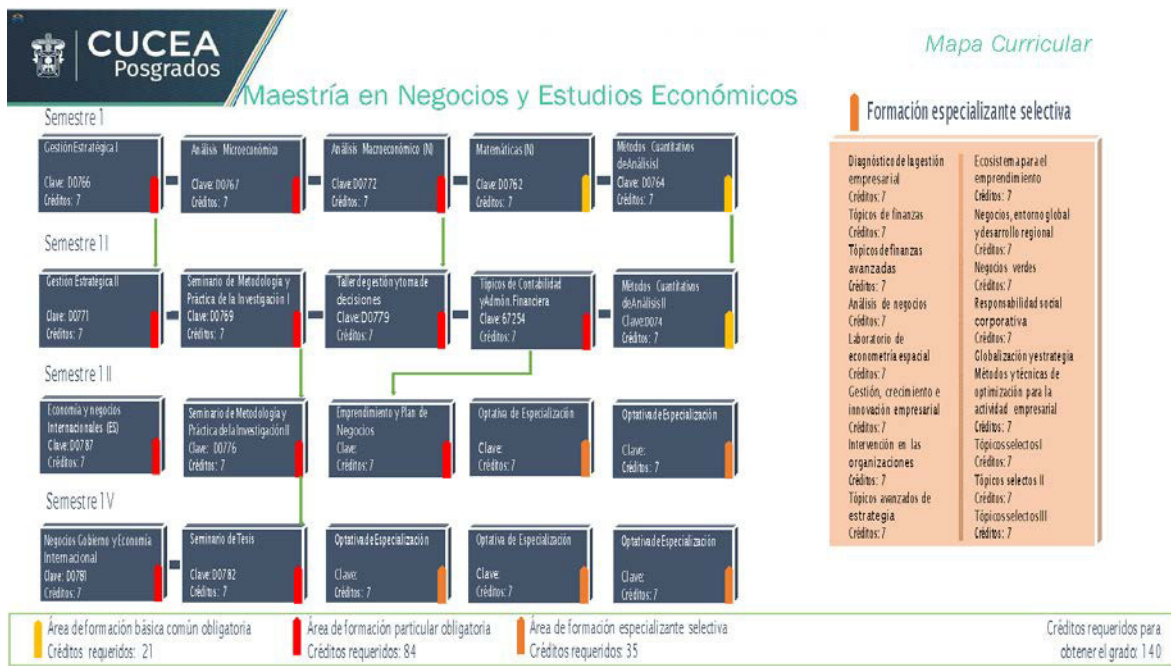 CUCEA
Posgrados
Mapa Curricular
Maestría en Negocios y Estudios Económicos
Semestre I
Gestión Estratégica I
Clave: D0766
Créditos: 7
Análisis Microeconómico
Clave: D0767
Créditos: 7
Análisis Macroeconómico (N)
Clave: D0772
Créditos: 7
Matemáticas (N)
Clave: D0762
Créditos: 7
Métodos Cuantitativos
de Análisis I
Clave: D0764
Créditos: 7
Semestre 1I
Gestión Estratégica II
Clave: D0771
Créditos: 7
Seminario de Metodología y
Práctica de la Investigación I
Clave: D0769
Créditos: 7
Taller de gestión y toma de
decisiones
Clave: D0779
Créditos: 7
Tópicos de Contabilidad
y Admón. Financiera
Clave: 67254
Créditos: 7
Métodos Cuantitativos
de Análisis II
Clave: D074
Créditos: 7
Semestre 1II
Economía y negocios
Internacionales (ES)
Clave: D0787
Créditos: 7
Seminario de Metodología y
Práctica de la Investigación II
Clave: D0776
Créditos: 7
Emprendimiento y Plan de
Negocios
Clave:
Créditos: 7
Optativa de Especialización
Clave:
Créditos: 7
Optativa de Especialización
Clave:
Créditos: 7
Semestre 1V
Negocios Gobierno y Economía
Internacional
Clave: D0781
Créditos: 7
Seminario de Tesis
Clave: D0782
Créditos: 7
Optativa de Especialización
Clave:
Créditos: 7
Optativa de Especialización
Clave:
Créditos: 7
Optativa de Especialización
Clave:
Créditos: 7
Formación especializante selectiva
Diagnóstico de la gestión
empresarial
Créditos: 7
Tópicos de finanzas
Créditos: 7
Tópicos de finanzas
avanzadas
Créditos: 7
Análisis de negocios
Créditos: 7
Laboratorio de
econometría espacial
Créditos: 7
Gestión, crecimiento e
innovación empresarial
Créditos: 7
Intervención en las
organizaciones
Créditos: 7
Tópicos avanzados de
estrategia
Créditos: 7
Ecosistema para el
emprendimiento
Créditos: 7
Negocios, entorno global
y desarrollo regional
Créditos: 7
Negocios verdes
Créditos: 7
Responsabilidad social
corporativa
Créditos: 7
Globalización y estrategia
Métodos y técnicas de
optimización para la
actividad empresarial
Créditos: 7
Tópicos selectos I
Créditos: 7
Tópicos selectos II
Créditos: 7
Tópicos selectos III
Créditos: 7
Área de formación básica común obligatoria
Créditos requeridos: 21
Área de formación particular obligatoria
Créditos requeridos: 84
Área de formación especializante selectiva
Créditos requeridos: 35
Créditos requeridos para
obtener el grado: 140